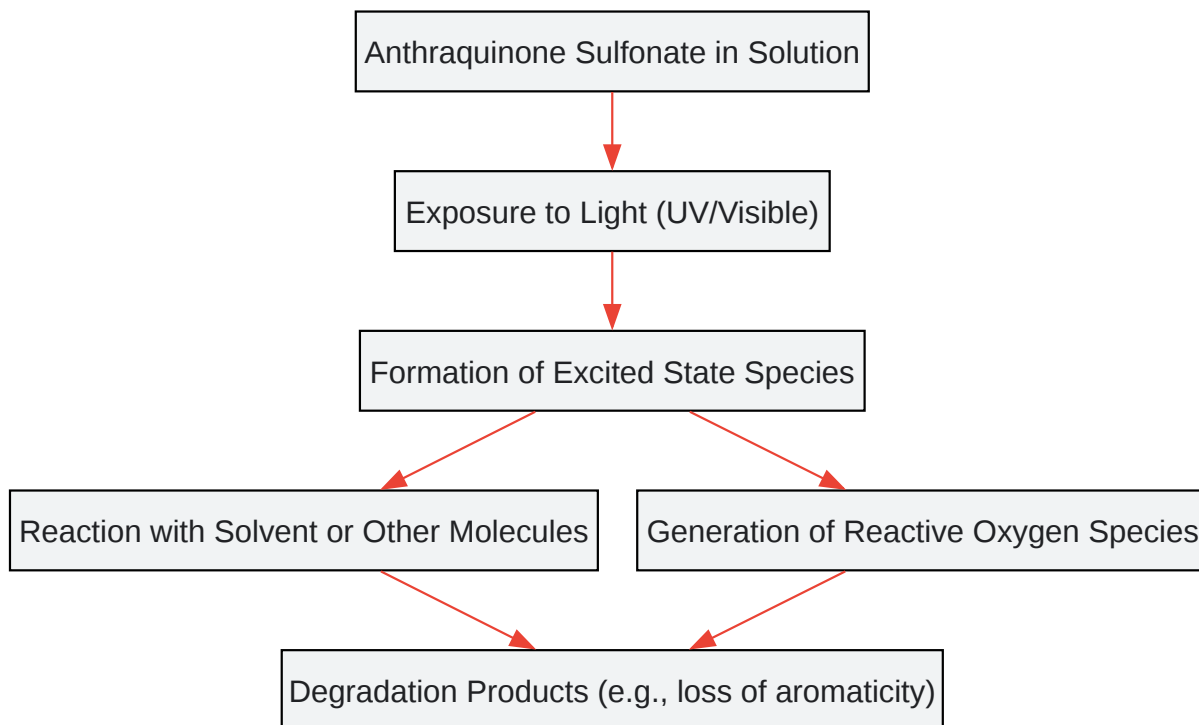 Anthraquinone Sulfonate in Solution
Exposure to Light (UV/Visible)
Formation of Excited State Species
Reaction with Solvent or Other Molecules
Generation of Reactive Oxygen Species
Degradation Products (e.g., loss of aromaticity)